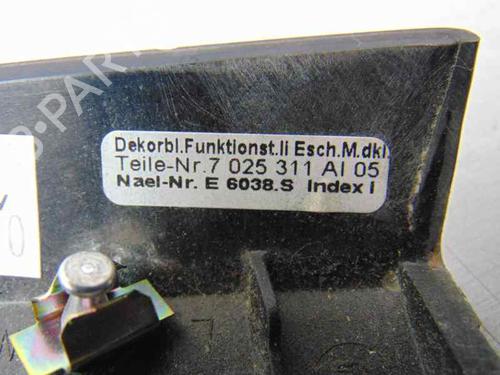 Dekorbl.Funktionst.li Esch.M.dkl.
Teile-Nr.7 025 311 AI 05
Nael-Nr. E 6038.S Index I